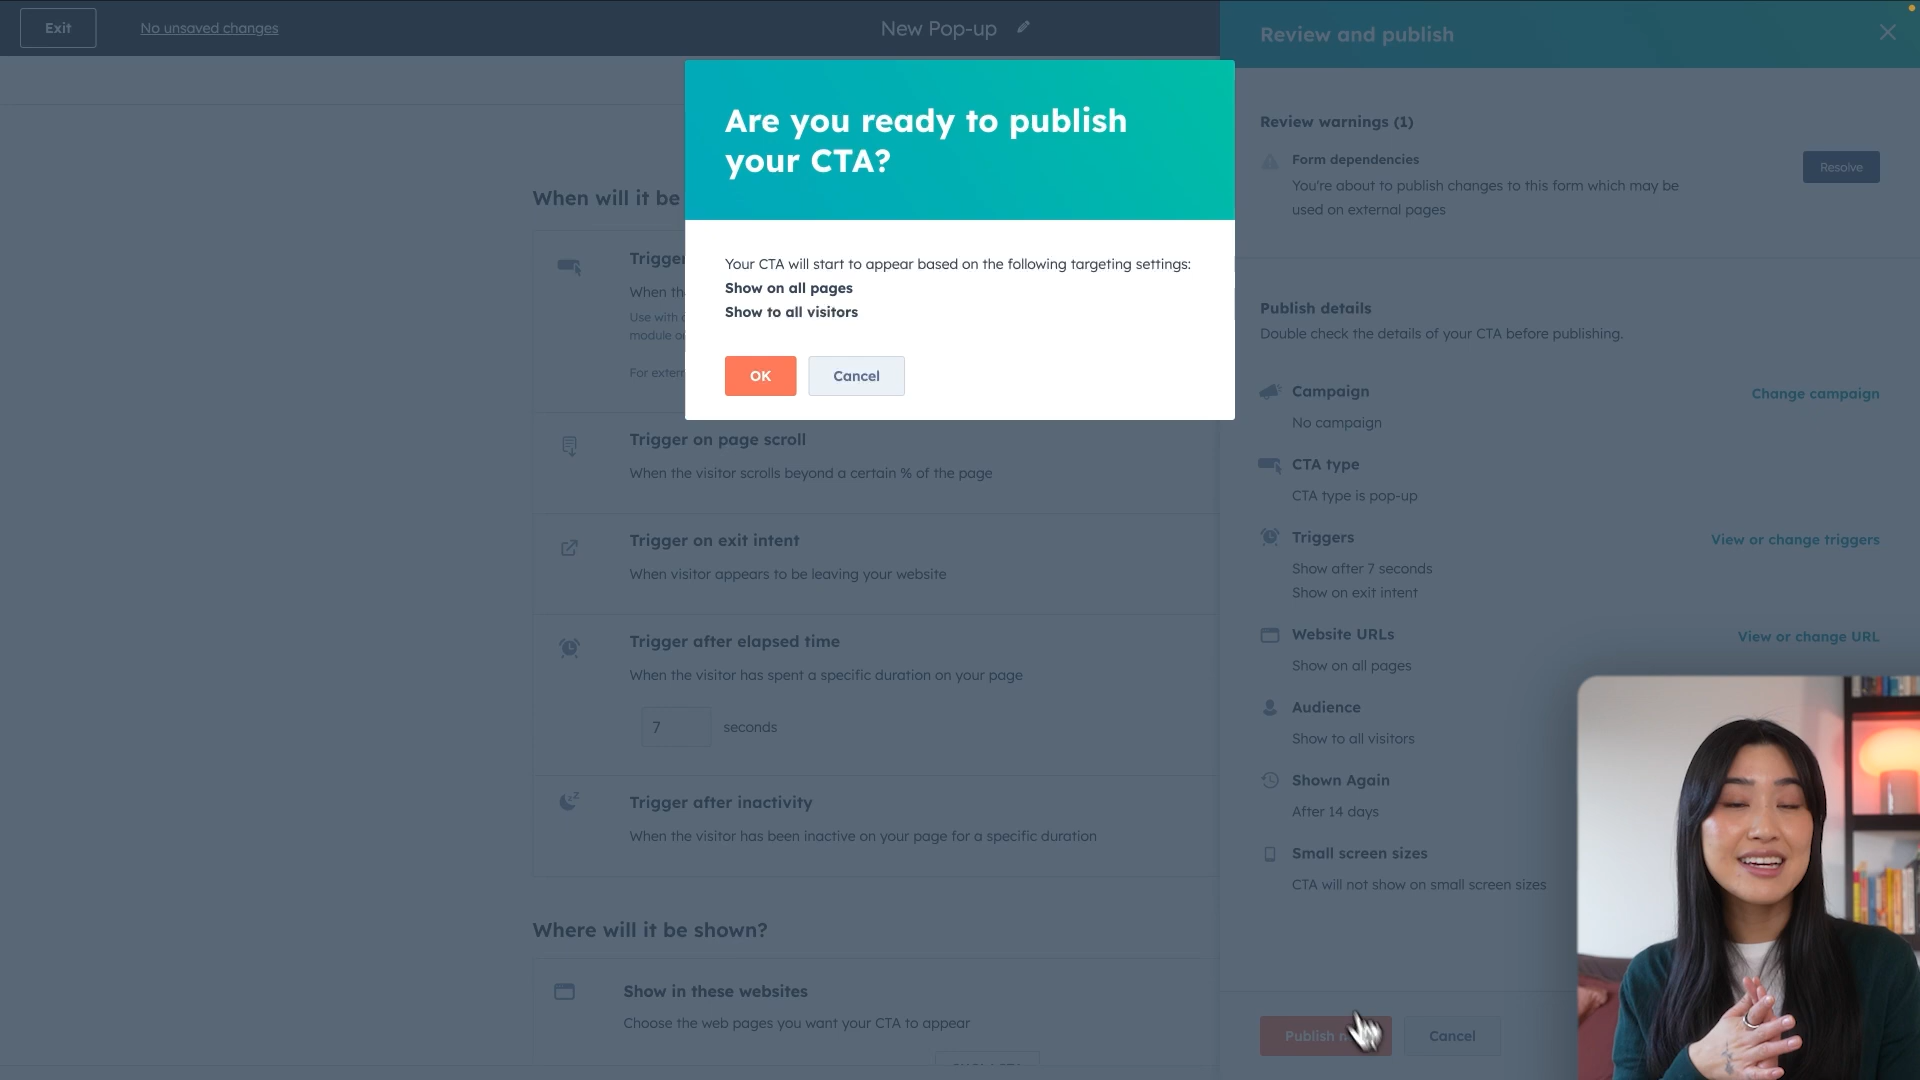 Exit
No unsaved changes
New Pop-up
Review and publish
Are you ready to publish
your CTA?
Your CTA will start to appear based on the following targeting settings:
Show on all pages
Show to all visitors
OK
Cancel
When will it be
Trigger
When th
Use with
module o
For extern
Trigger on page scroll
When the visitor scrolls beyond a certain % of the page
Trigger on exit intent
When visitor appears to be leaving your website
Trigger after elapsed time
When the visitor has spent a specific duration on your page
7 seconds
Trigger after inactivity
When the visitor has been inactive on your page for a specific duration
Where will it be shown?
Show in these websites
Choose the web pages you want your CTA to appear
Review warnings (1)
Form dependencies
You're about to publish changes to this form which may be
used on external pages
Resolve
Publish details
Double check the details of your CTA before publishing.
Campaign
Change campaign
No campaign
CTA type
CTA type is pop-up
Triggers
View or change triggers
Show after 7 seconds
Show on exit intent
Website URLs
View or change URL
Show on all pages
Audience
Show to all visitors
Shown Again
After 14 days
Small screen sizes
CTA will not show on small screen sizes
Publish
Cancel